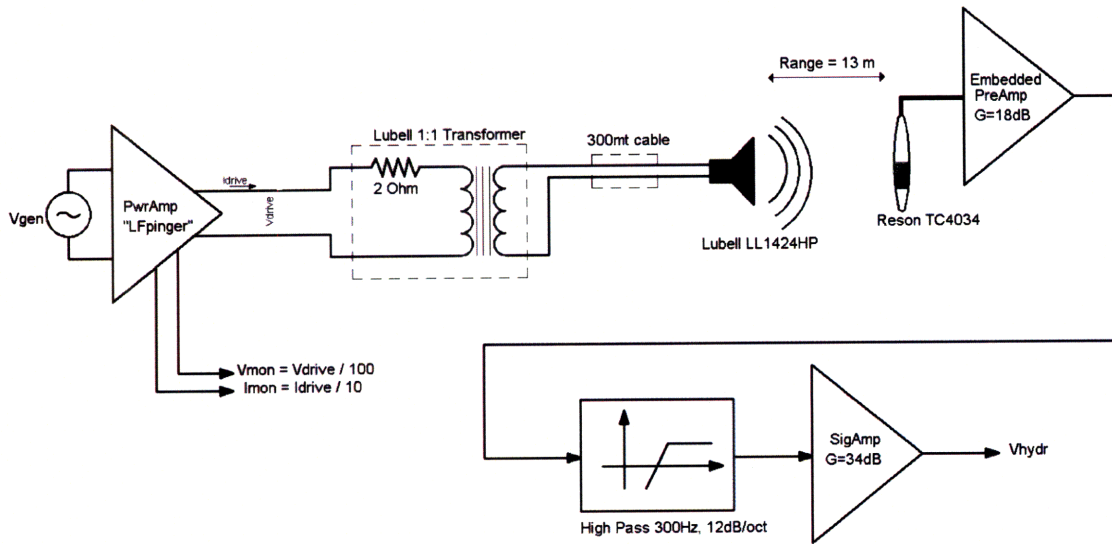 Range = 13 m
Embedded
PreAmp
G=18dB
Lubell 1:1 Transformer
300mt cable
2 Ohm
Idrive
Vdrive
Vgen
PwrAmp
"LFpinger"
Lubell LL1424HP
Reson TC4034
Vmon = Vdrive / 100
Imon = Idrive / 10
SigAmp
G=34dB
Vhydr
High Pass 300Hz, 12dB/oct